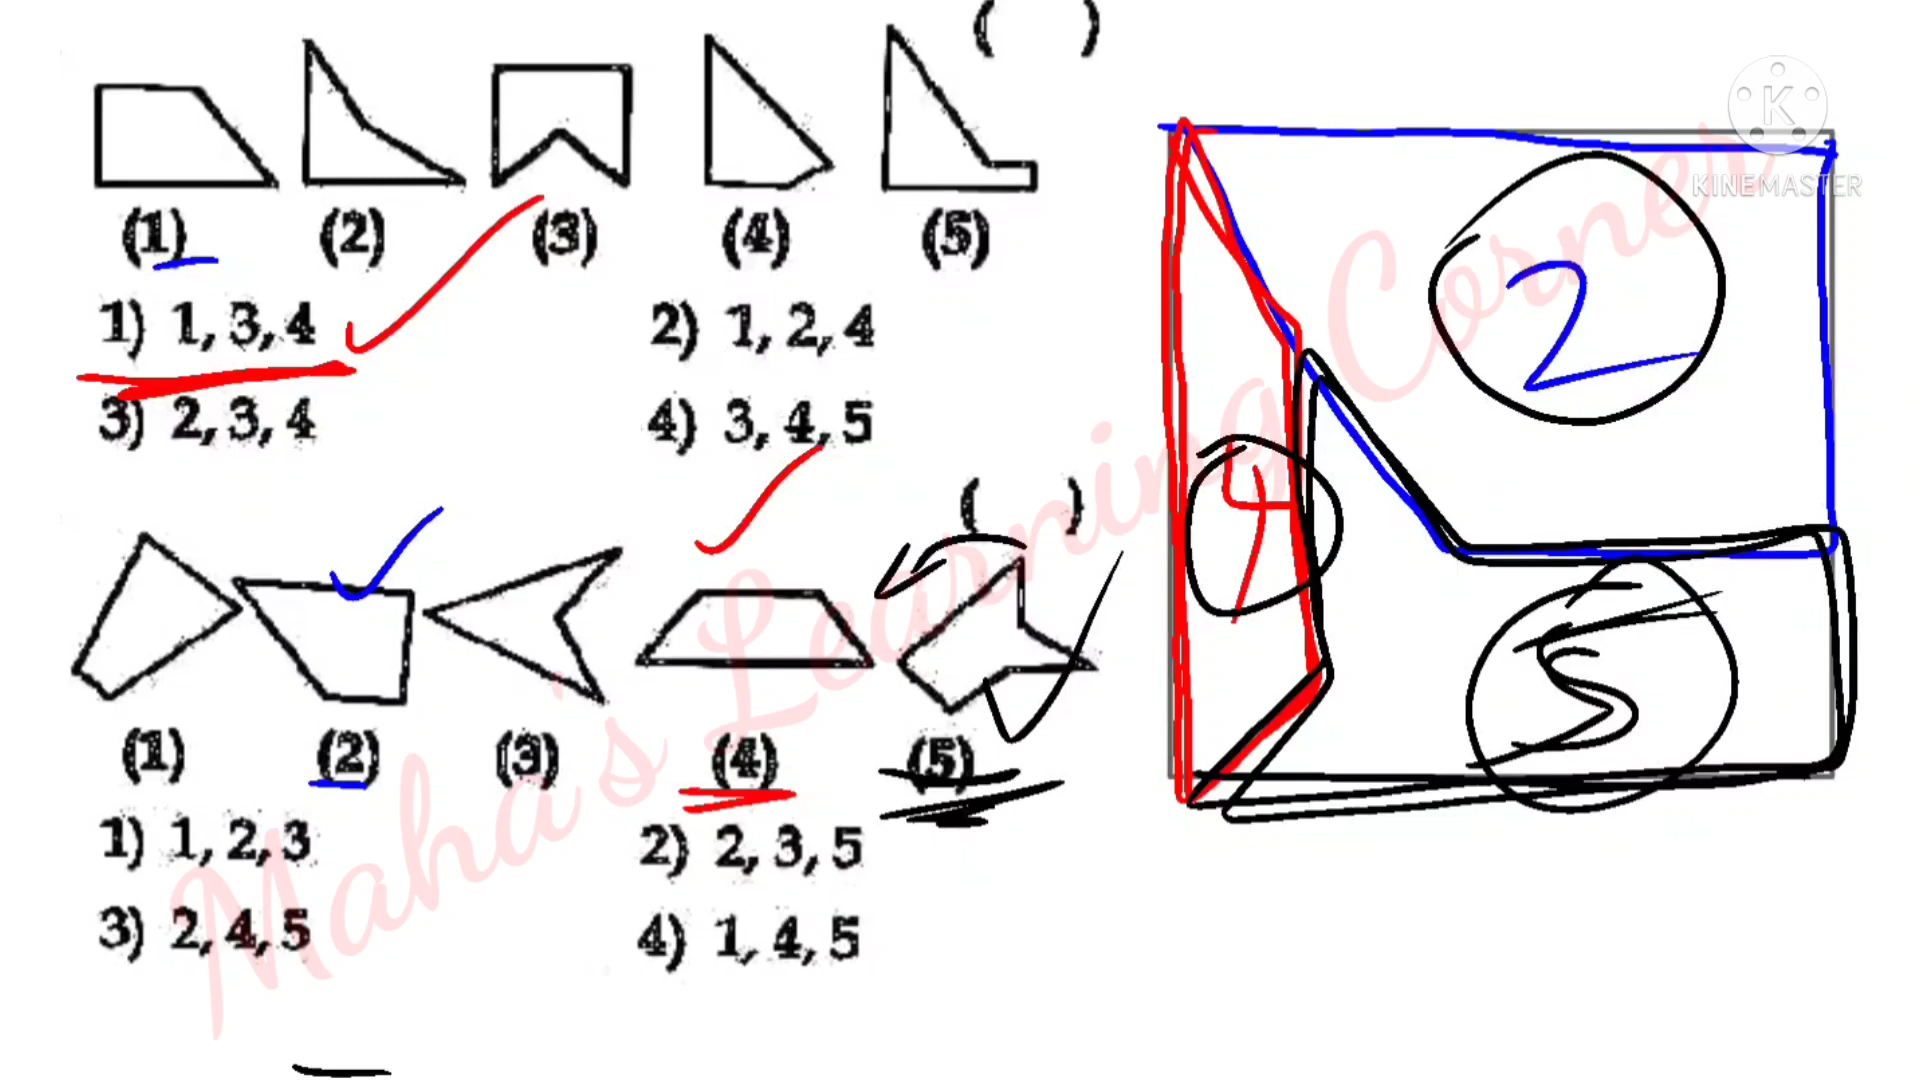 ( )
(1) (2) (3) (4) (5)
1) 1, 3, 4 2) 1, 2, 4
3) 2, 3, 4 4) 3, 4, 5
( )
(1) (2) (3) (4) (5)
1) 1, 2, 3 2) 2, 3, 5
3) 2, 4, 5 4) 1, 4, 5
K
KINEMASTER
2
4
5
Maha's Learning Corner